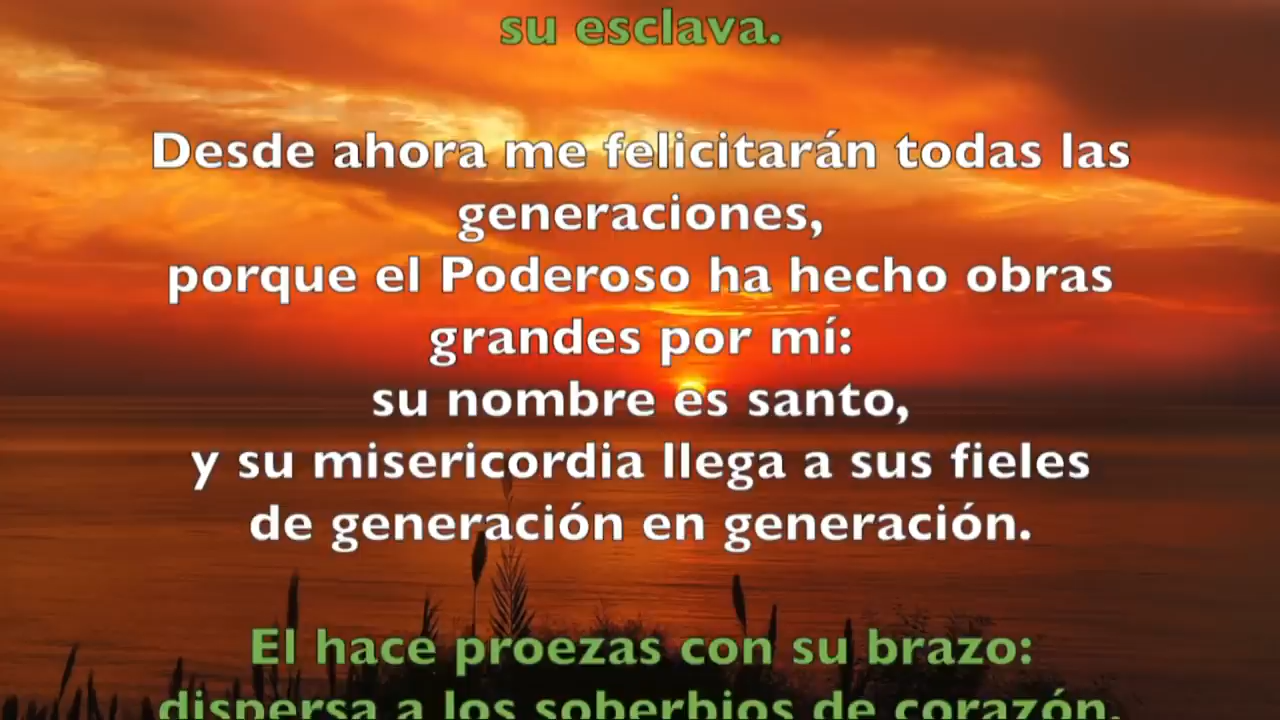 su esclava.
Desde ahora me felicitarán todas las
generaciones,
porque el Poderoso ha hecho obras
grandes por mí:
su nombre es santo,
y su misericordia llega a sus fieles
de generación en generación.
El hace proezas con su brazo:
dispersa a los soberbios de corazón,